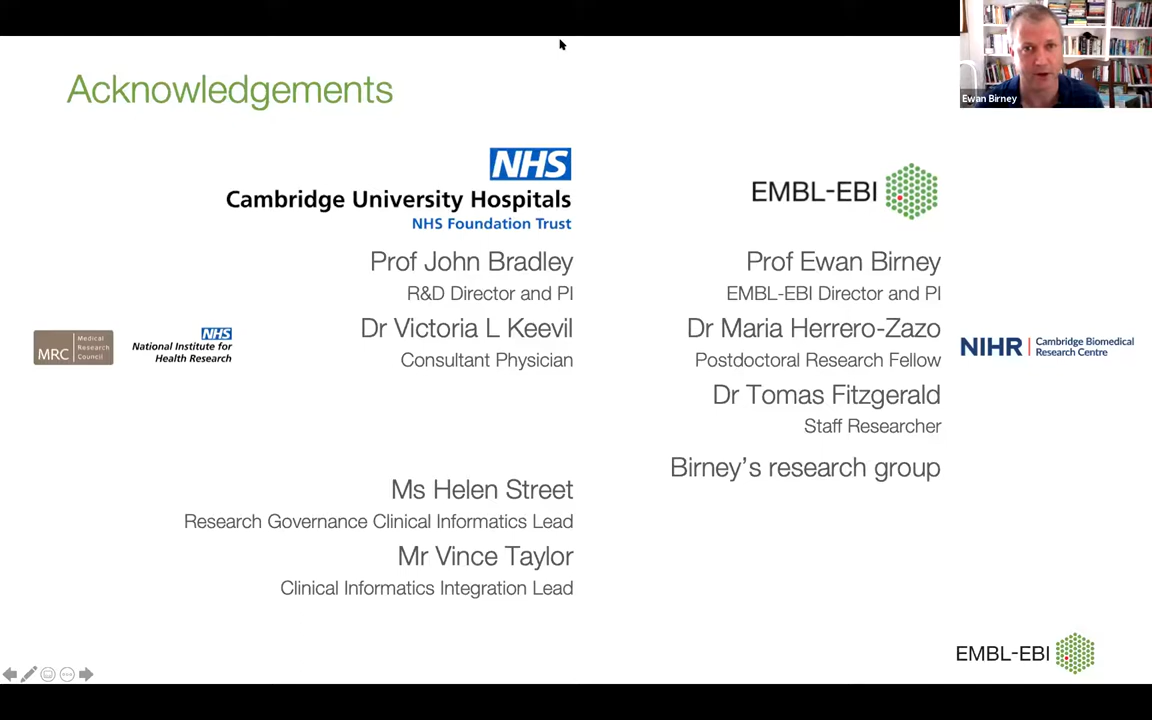 Acknowledgements
Ewan Birney
NHS
Cambridge University Hospitals
NHS Foundation Trust
Prof John Bradley
R&D Director and PI
Dr Victoria L Keevil
Consultant Physician
MRC
Medical
Research
Council
NHS
National Institute for
Health Research
Ms Helen Street
Research Governance Clinical Informatics Lead
Mr Vince Taylor
Clinical Informatics Integration Lead
EMBL-EBI
Prof Ewan Birney
EMBL-EBI Director and PI
Dr Maria Herrero-Zazo
Postdoctoral Research Fellow
Dr Tomas Fitzgerald
Staff Researcher
Birney’s research group
NIHR
Cambridge Biomedical
Research Centre
EMBL-EBI